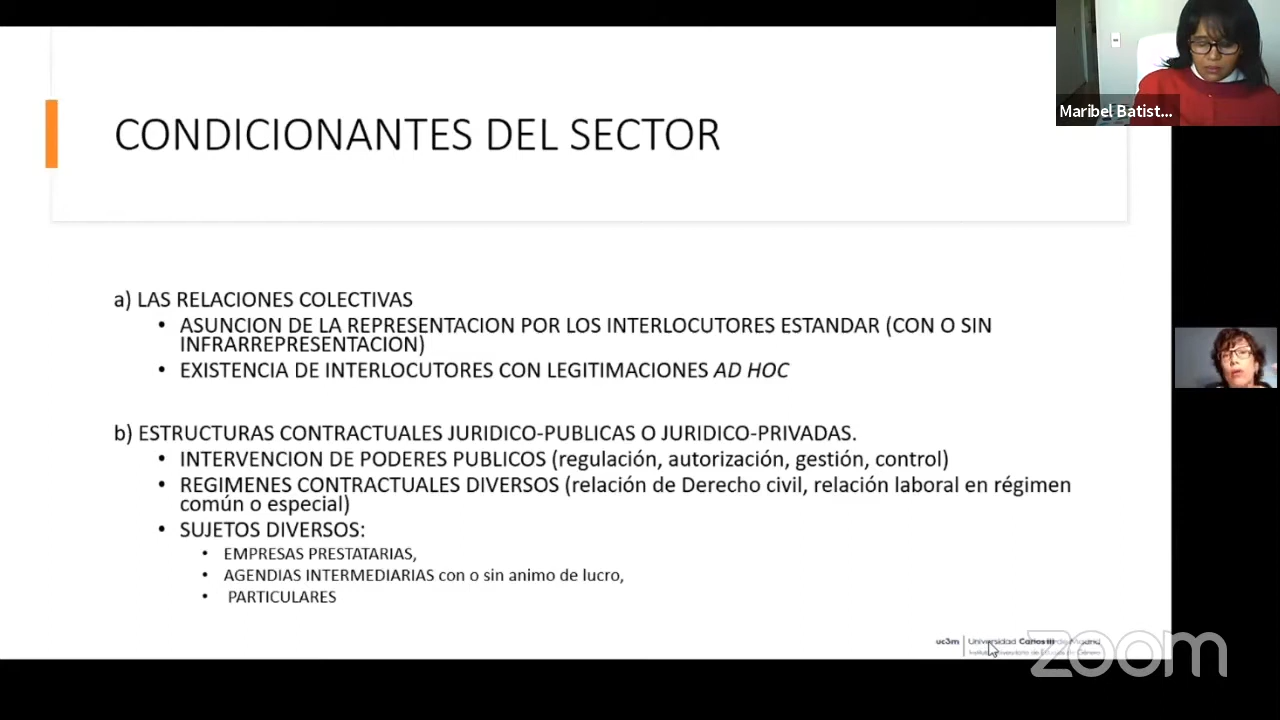 Maribel Batist...
CONDICIONANTES DEL SECTOR
a) LAS RELACIONES COLECTIVAS
• ASUNCION DE LA REPRESENTACION POR LOS INTERLOCUTORES ESTANDAR (CON O SIN
INFRARREPRESENTACION)
• EXISTENCIA DE INTERLOCUTORES CON LEGITIMACIONES AD HOC
b) ESTRUCTURAS CONTRACTUALES JURIDICO-PUBLICAS O JURIDICO-PRIVADAS.
• INTERVENCION DE PODERES PUBLICOS (regulación, autorización, gestión, control)
• REGIMENES CONTRACTUALES DIVERSOS (relación de Derecho civil, relación laboral en régimen
común o especial)
• SUJETOS DIVERSOS:
• EMPRESAS PRESTATARIAS,
• AGENDIAS INTERMEDIARIAS con o sin animo de lucro,
• PARTICULARES
uc3m | Universidad Carlos III de Madrid
zoom